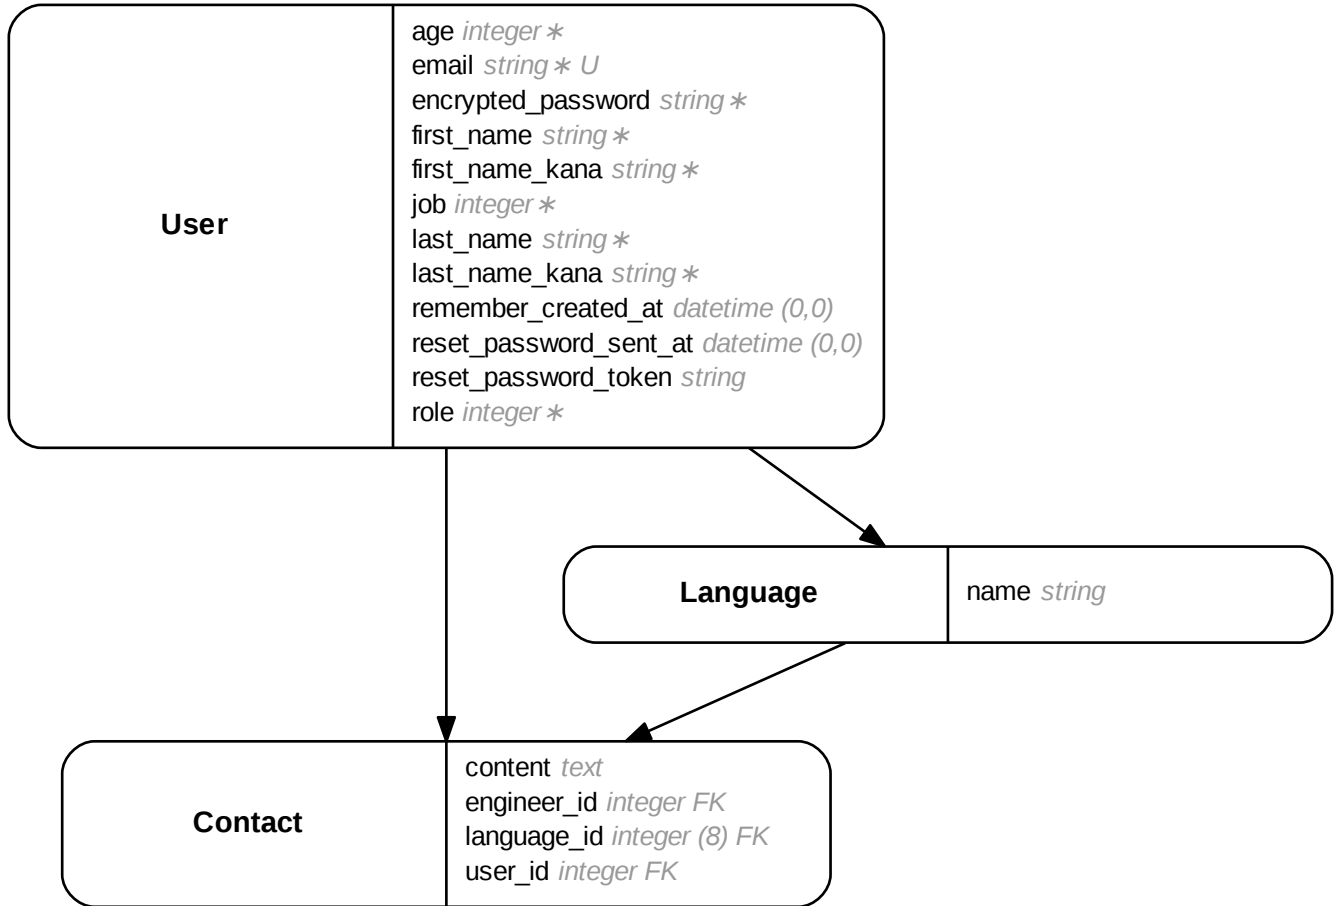 User
age integer ∗
email string ∗ U
encrypted_password string ∗
first_name string ∗
first_name_kana string ∗
job integer ∗
last_name string ∗
last_name_kana string ∗
remember_created_at datetime (0,0)
reset_password_sent_at datetime (0,0)
reset_password_token string
role integer ∗
Language
name string
Contact
content text
engineer_id integer FK
language_id integer (8) FK
user_id integer FK